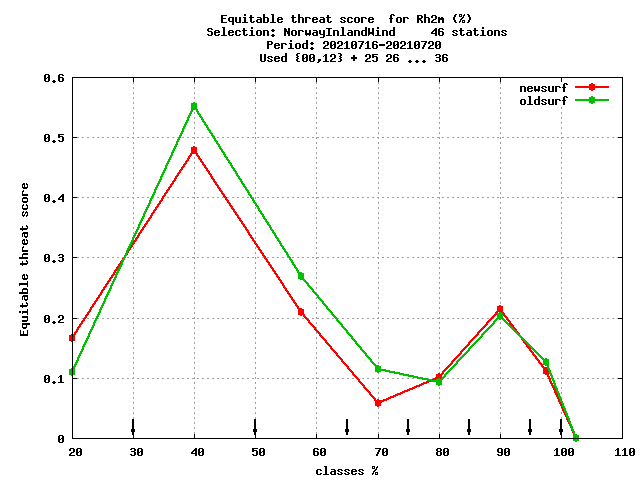 Equitable threat score  for Rh2m (%)
Selection: NorwayInlandWind     46 stations
Period: 20210716-20210720
Used {00,12} + 25 26 ... 36
newsurf
oldsurf
0.6
0.5
0.4
0.3
0.2
0.1
0
Equitable threat score
20 30 40 50 60 70 80 90 100 110
classes %